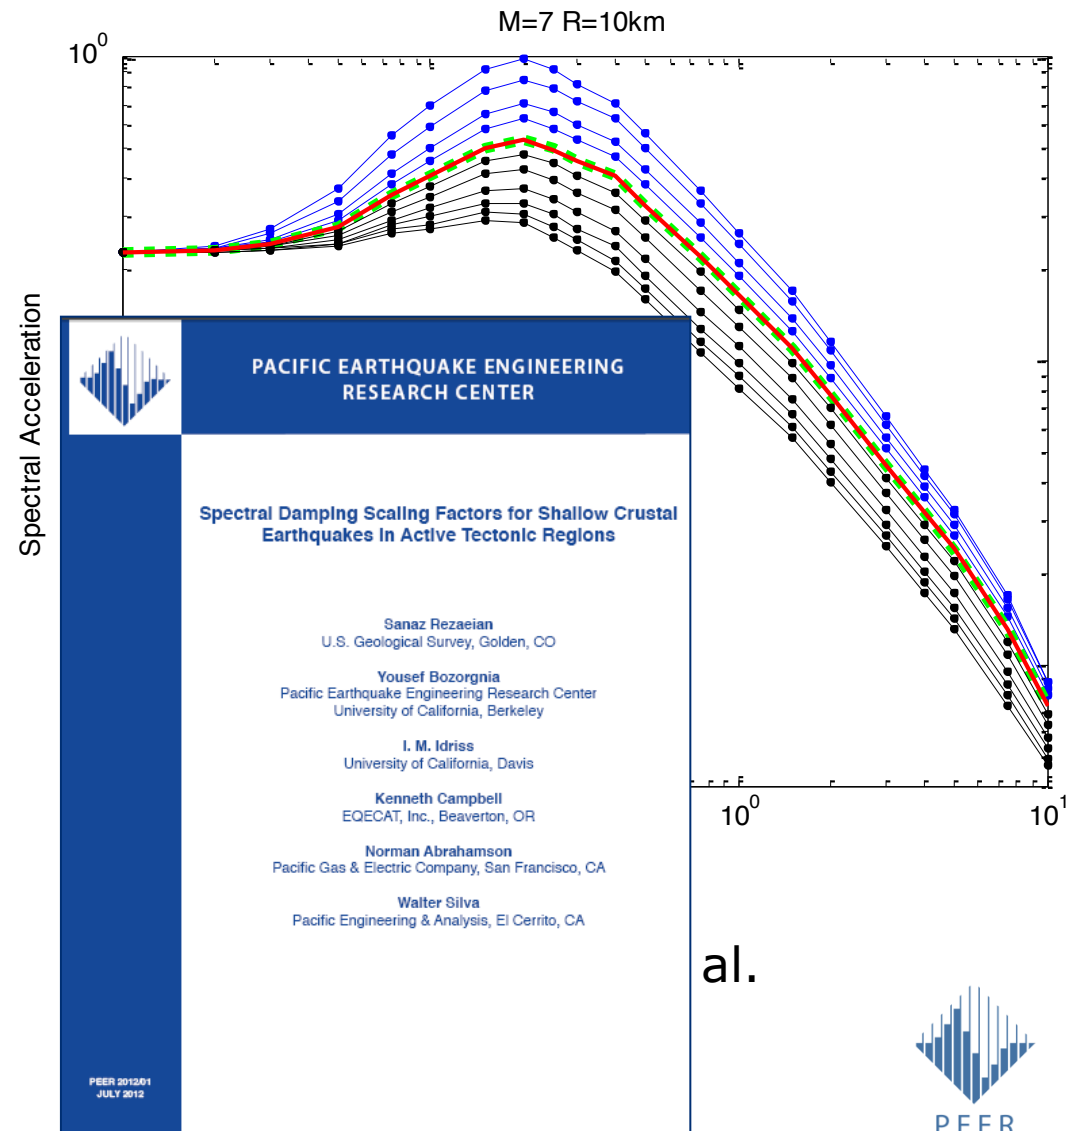 M=7 R=10km
10^0
Spectral Acceleration
PACIFIC EARTHQUAKE ENGINEERING
RESEARCH CENTER
Spectral Damping Scaling Factors for Shallow Crustal
Earthquakes in Active Tectonic Regions
Sanaz Rezaeian
U.S. Geological Survey, Golden, CO
Yousef Bozorgnia
Pacific Earthquake Engineering Research Center
University of California, Berkeley
I. M. Idriss
University of California, Davis
Kenneth Campbell
EQECAT, Inc., Beaverton, OR
Norman Abrahamson
Pacific Gas & Electric Company, San Francisco, CA
Walter Silva
Pacific Engineering & Analysis, El Cerrito, CA
PEER 2012/01
JULY 2012
10^0
10^1
al.
PEER